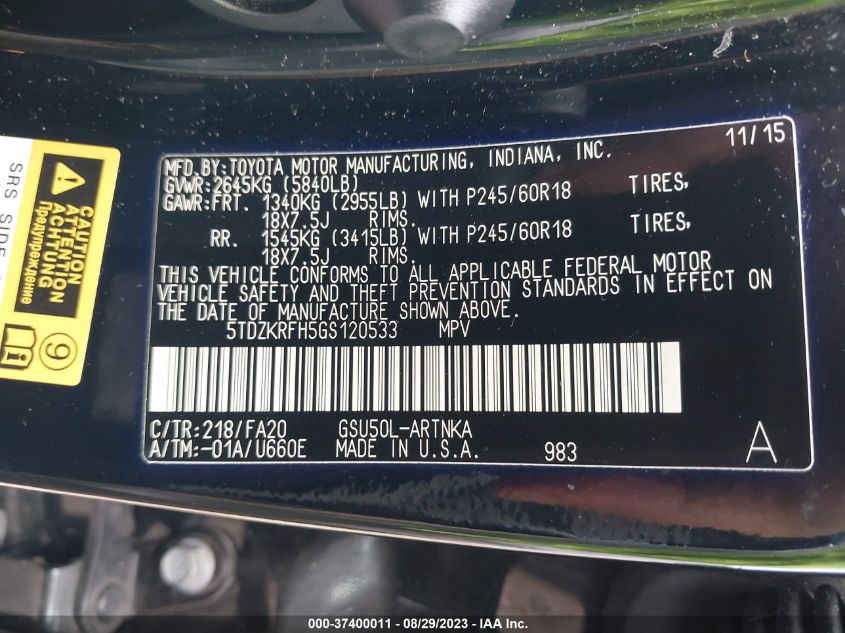 11/15
MFD.BY:TOYOTA MOTOR MANUFACTURING, INDIANA, INC.
GVWR:2645KG (5840LB)
GAWR:FRT. 1340KG (2955LB) WITH P245/60R18 TIRES,
18X7.5J RIMS.
RR. 1545KG (3415LB) WITH P245/60R18 TIRES,
18X7.5J RIMS.
THIS VEHICLE CONFORMS TO ALL APPLICABLE FEDERAL MOTOR
VEHICLE SAFETY AND THEFT PREVENTION STANDARDS IN EFFECT ON
THE DATE OF MANUFACTURE SHOWN ABOVE.
5TDZKRFH5GS120533 MPV
C/TR:218/FA20 GSU50L-ARTNKA
A/TM:-01A/U660E MADE IN U.S.A. 983 A
CAUTION
ATTENTION
ACHTUNG
Предупреждение
9
SRS SIDE
000-37400011 - 08/29/2023 - IAA Inc.